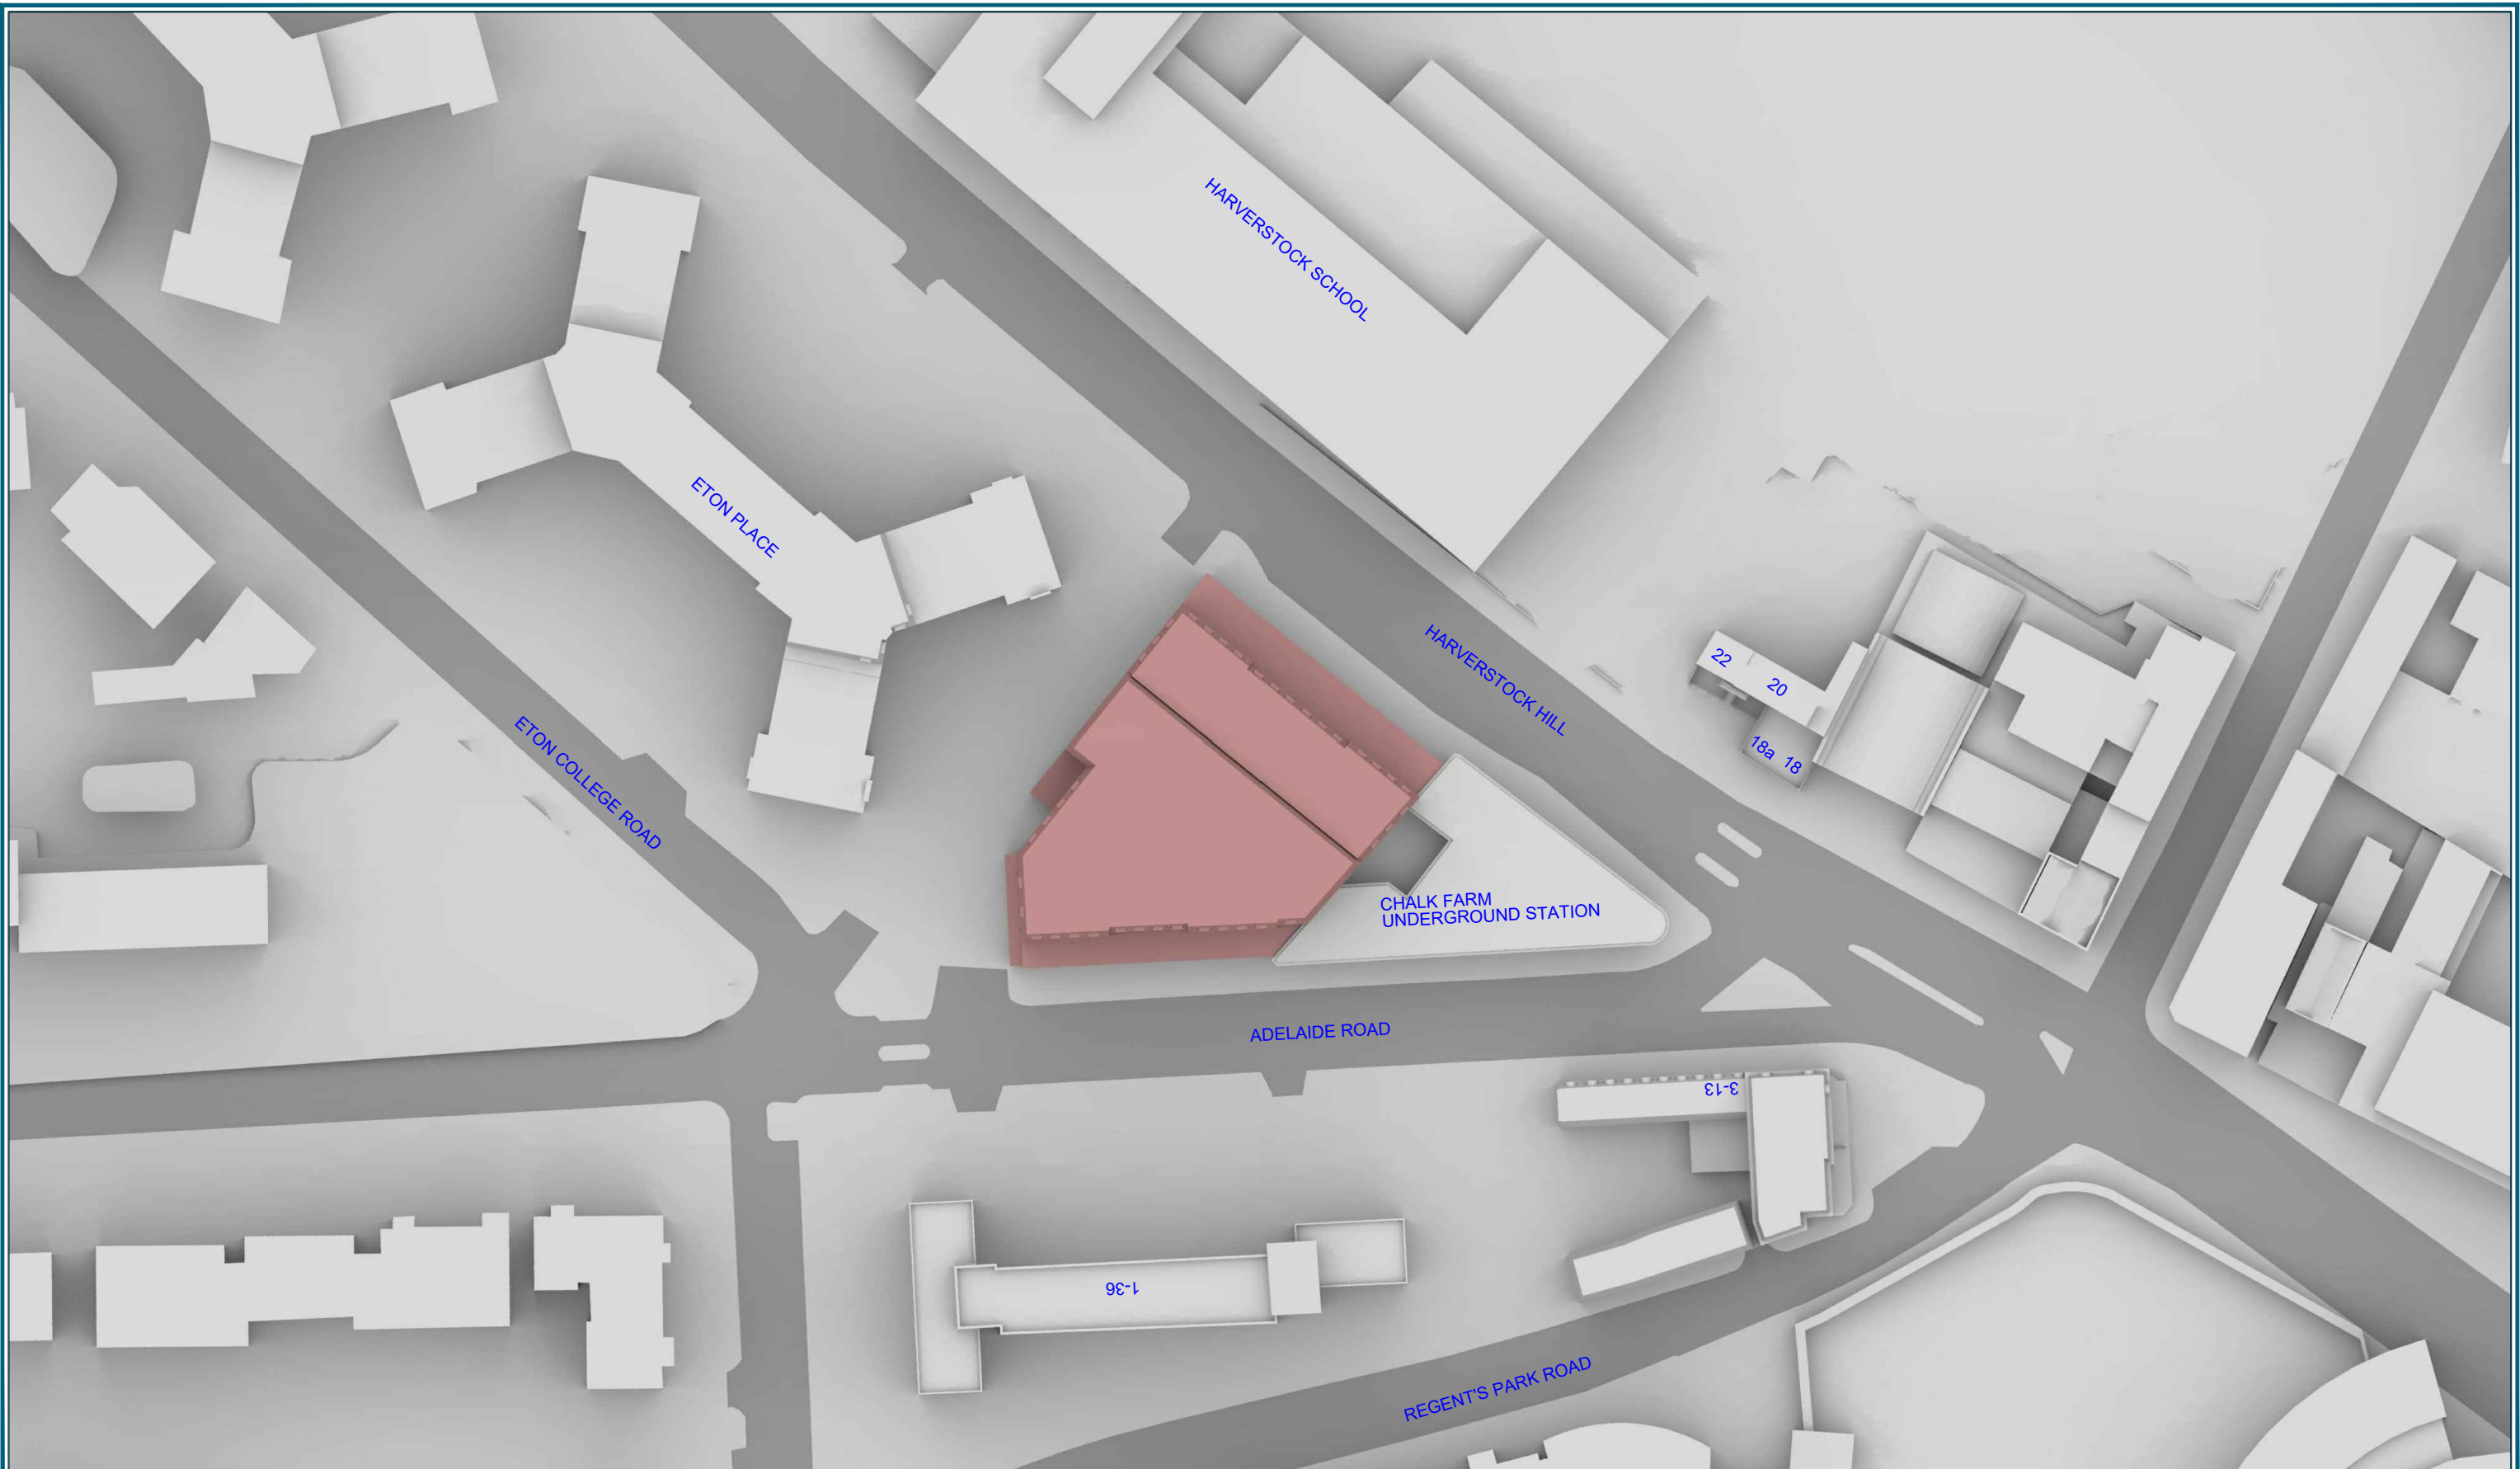 HARVERSTOCK SCHOOL
ETON PLACE
HARVERSTOCK HILL
22
20
18a 18
ETON COLLEGE ROAD
CHALK FARM
UNDERGROUND STATION
ADELAIDE ROAD
3-13
1-36
REGENT'S PARK ROAD